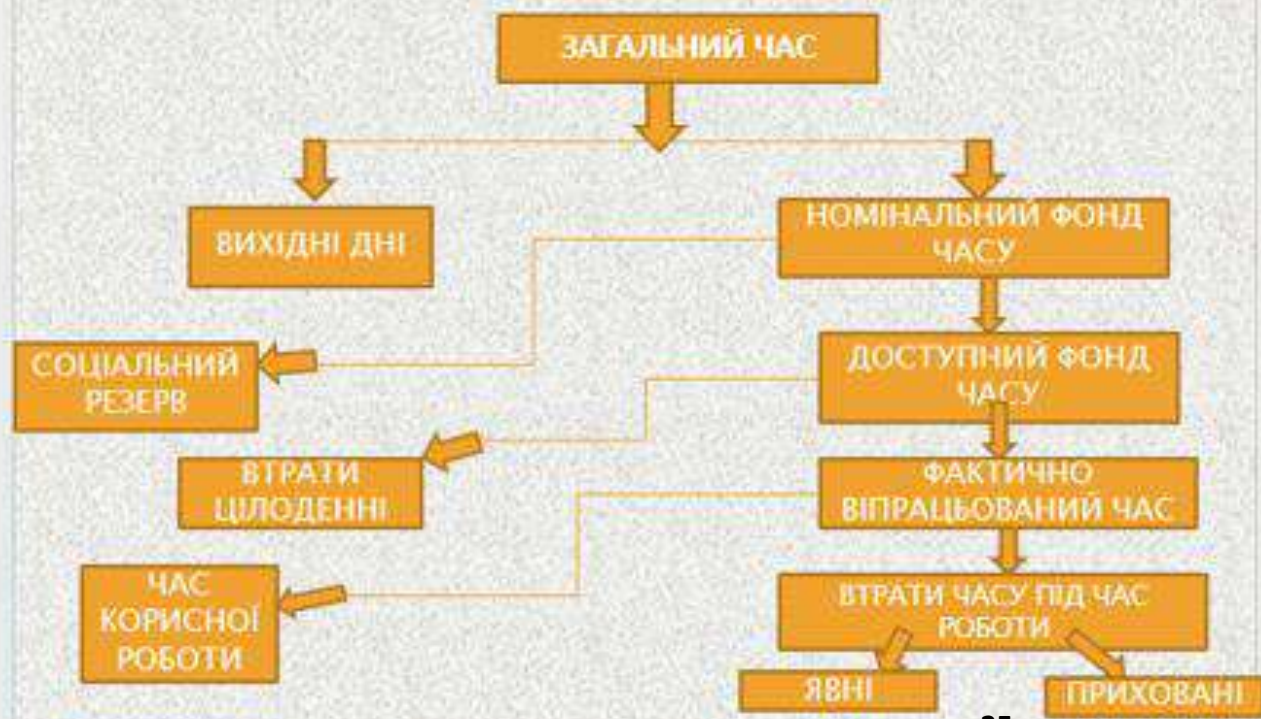 ЗАГАЛЬНИЙ ЧАС
ВИХІДНІ ДНІ
НОМІНАЛЬНИЙ ФОНД
ЧАСУ
СОЦІАЛЬНИЙ
РЕЗЕРВ
ДОСТУПНИЙ ФОНД
ЧАСУ
ВТРАТИ
ЦІЛОДЕННІ
ФАКТИЧНО
ВІПРАЦЬОВАНИЙ ЧАС
ЧАС
КОРИСНОЇ
РОБОТИ
ВТРАТИ ЧАСУ ПІД ЧАС
РОБОТИ
ЯВНІ
ПРИХОВАНІ